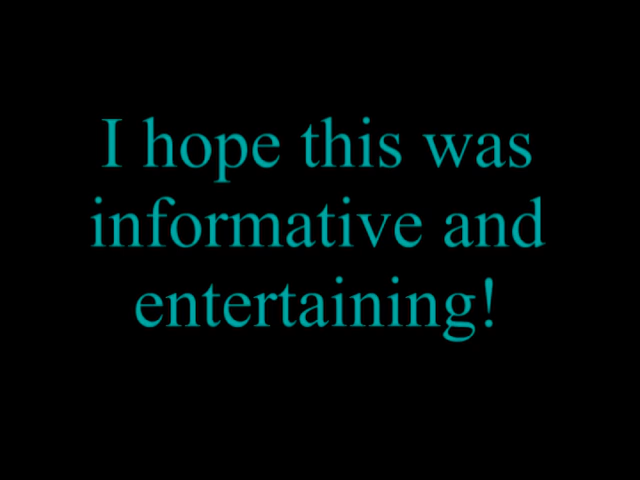 I hope this was
informative and
entertaining!